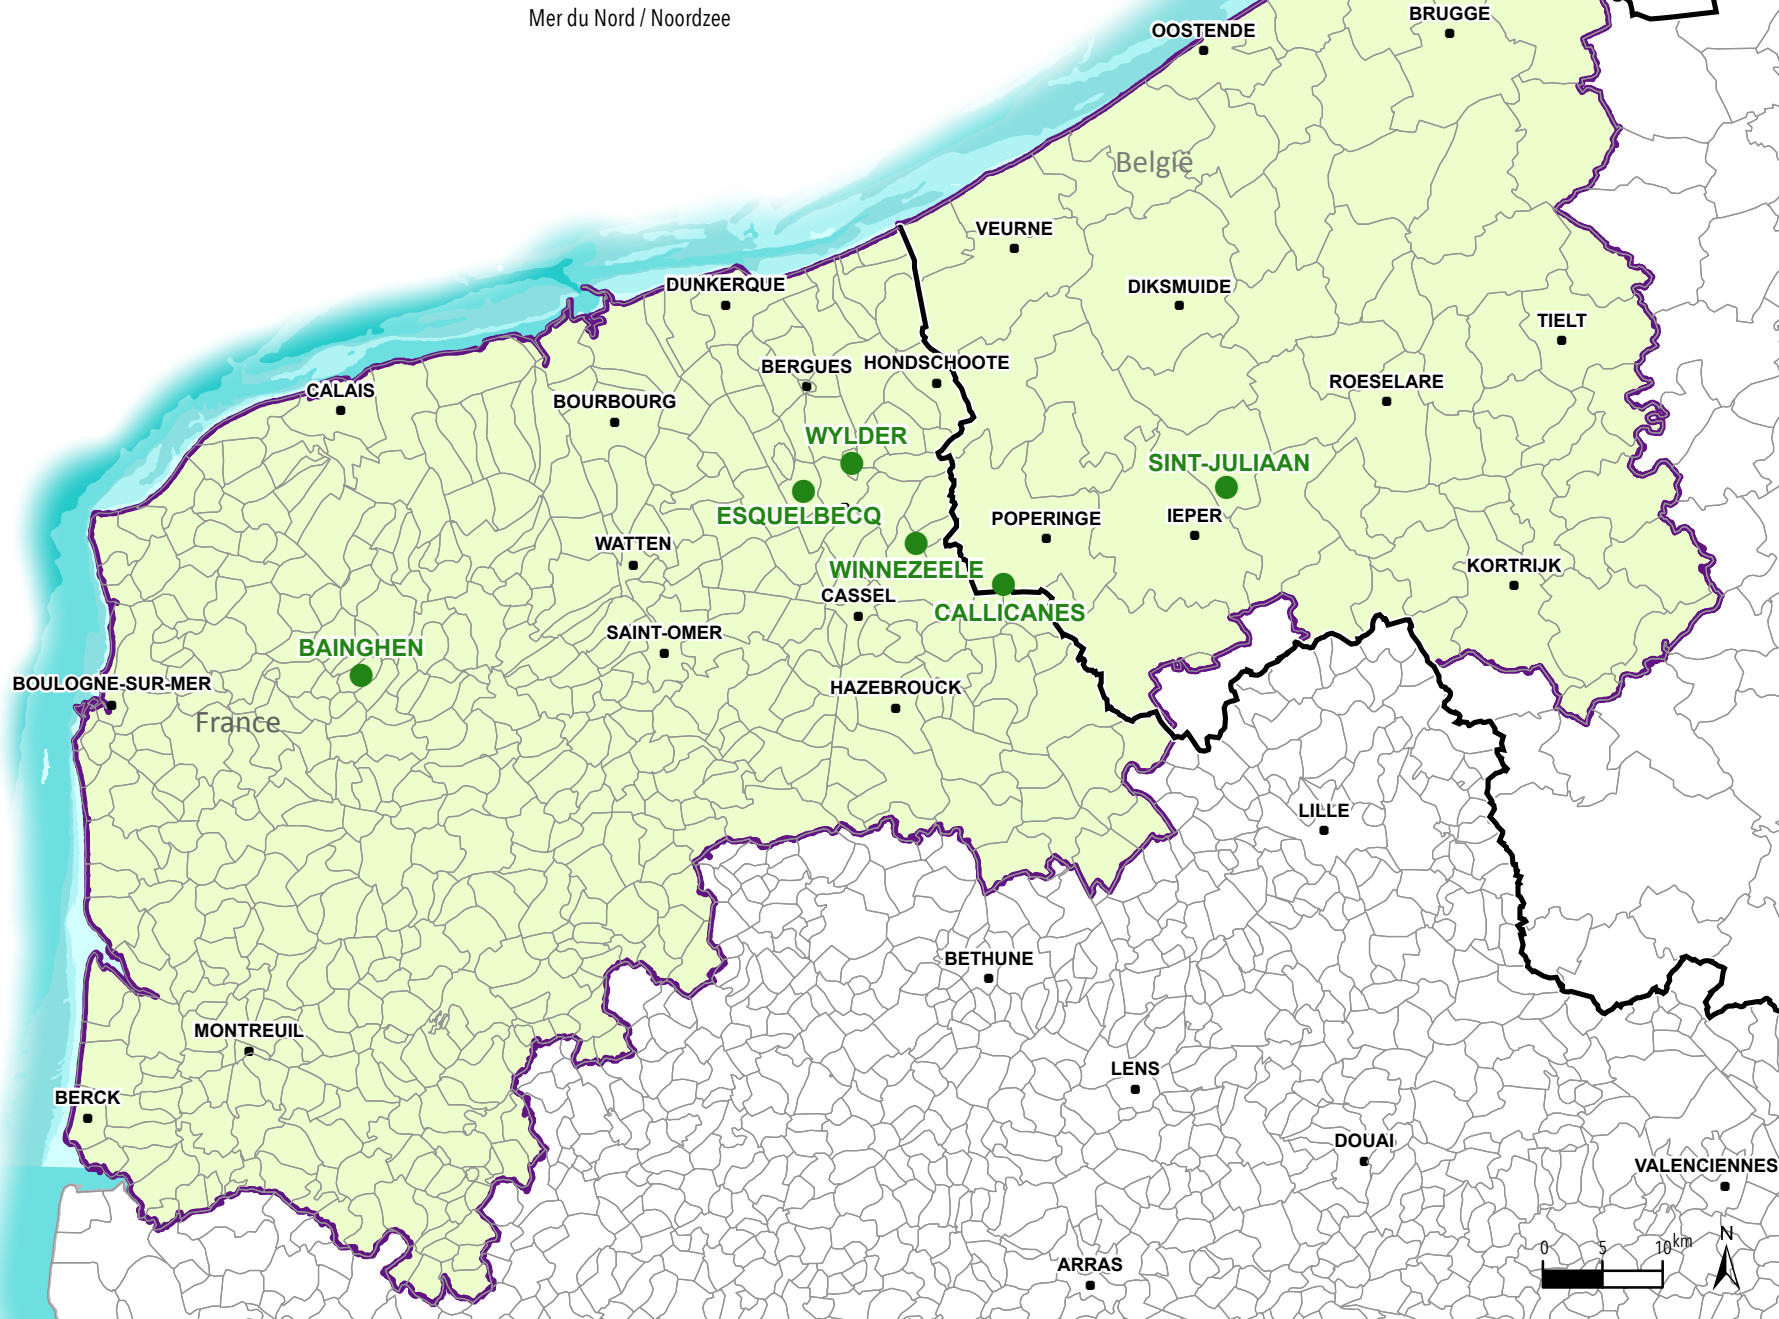 Mer du Nord / Noordzee
BRUGGE
OOSTENDE
België
VEURNE
DUNKERQUE
DIKSMUIDE
TIELT
BERGUES
HONDSCHOOTE
CALAIS
BOURBOURG
ROESELARE
WYLDER
SINT-JULIAAN
ESQUELBECQ
POPERINGE
IEPER
WATTEN
WINNEZEELE
KORTRIJK
CASSEL
CALLICANES
SAINT-OMER
BAINGHEN
BOULOGNE-SUR-MER
HAZEBROUCK
France
LILLE
BETHUNE
MONTREUIL
LENS
BERCK
DOUAI
VALENCIENNES
N
0 5 10 km
ARRAS